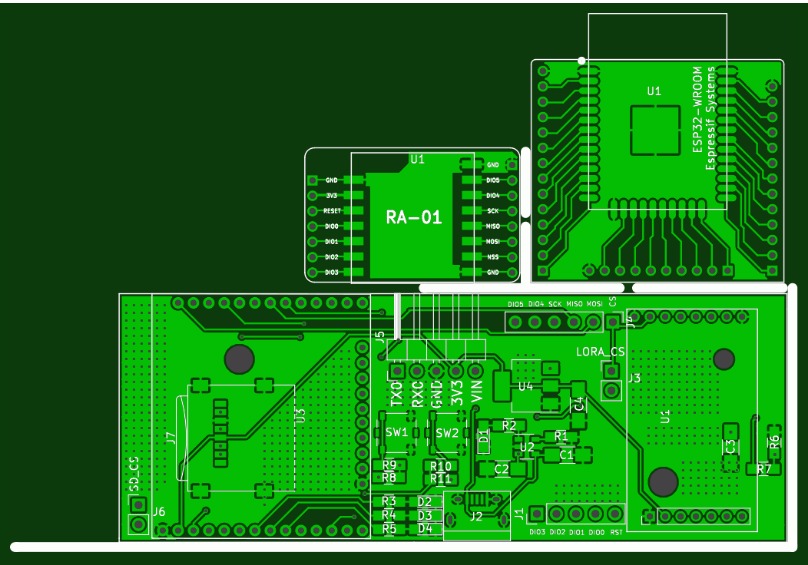 U1
ESP32-WROOM
Espressif Systems
U1
RA-01
GND
3V3
RESET
DIO0
DIO1
DIO2
DIO3
GND
DIO5
DIO4
SCK
MISO
MOSI
NSS
GND
DIO5 DIO4 SCK MISO MOSI CS
J5
LORA_CS
J3
TX0
RX0
GND
3V3
VIN
U4
C4
U3
J7
U1
SW1
SW2
D1
R2
R1
U2
C1
C2
C3
R6
R7
R9
R8
R10
R11
SD_CS
J6
R3 D2
R4 D3
R5 D4
J2
J1
DIO3 DIO2 DIO1 DIO0 RST